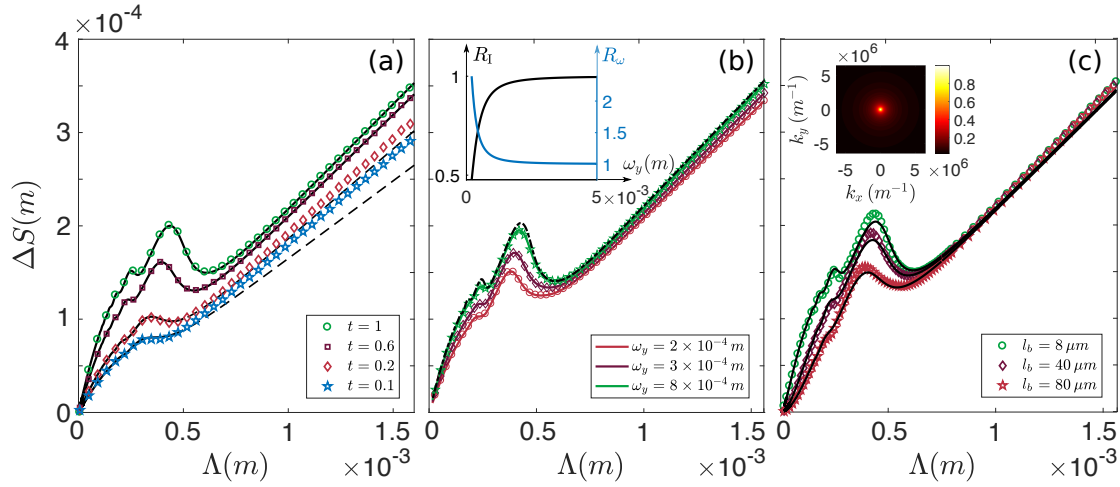 × 10⁻⁴
4
3
2
1
0
ΔS(m)
(a)
t = 1
t = 0.6
t = 0.2
t = 0.1
0 0.5 1 1.5
Λ(m) × 10⁻³
(b)
R_I R_ω
1
0.5
2
1.5
1
ω_y(m)
0 5
× 10⁻³
ω_y = 2 × 10⁻⁴ m
ω_y = 3 × 10⁻⁴ m
ω_y = 8 × 10⁻⁴ m
0 0.5 1 1.5
Λ(m) × 10⁻³
(c)
×10⁶
5
0
-5
k_y (m⁻¹)
-5 0 5 ×10⁶
k_x (m⁻¹)
0.8
0.6
0.4
0.2
l_b = 8 μm
l_b = 40 μm
l_b = 80 μm
0 0.5 1 1.5
Λ(m) × 10⁻³